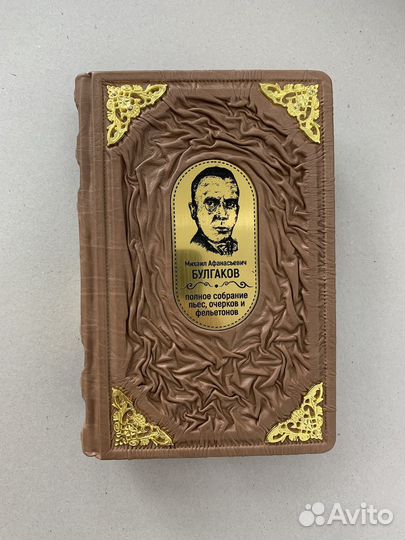 Михаил Афанасьевич
БУЛГАКОВ
полное собрание
пьес, очерков и
фельетонов
Avito